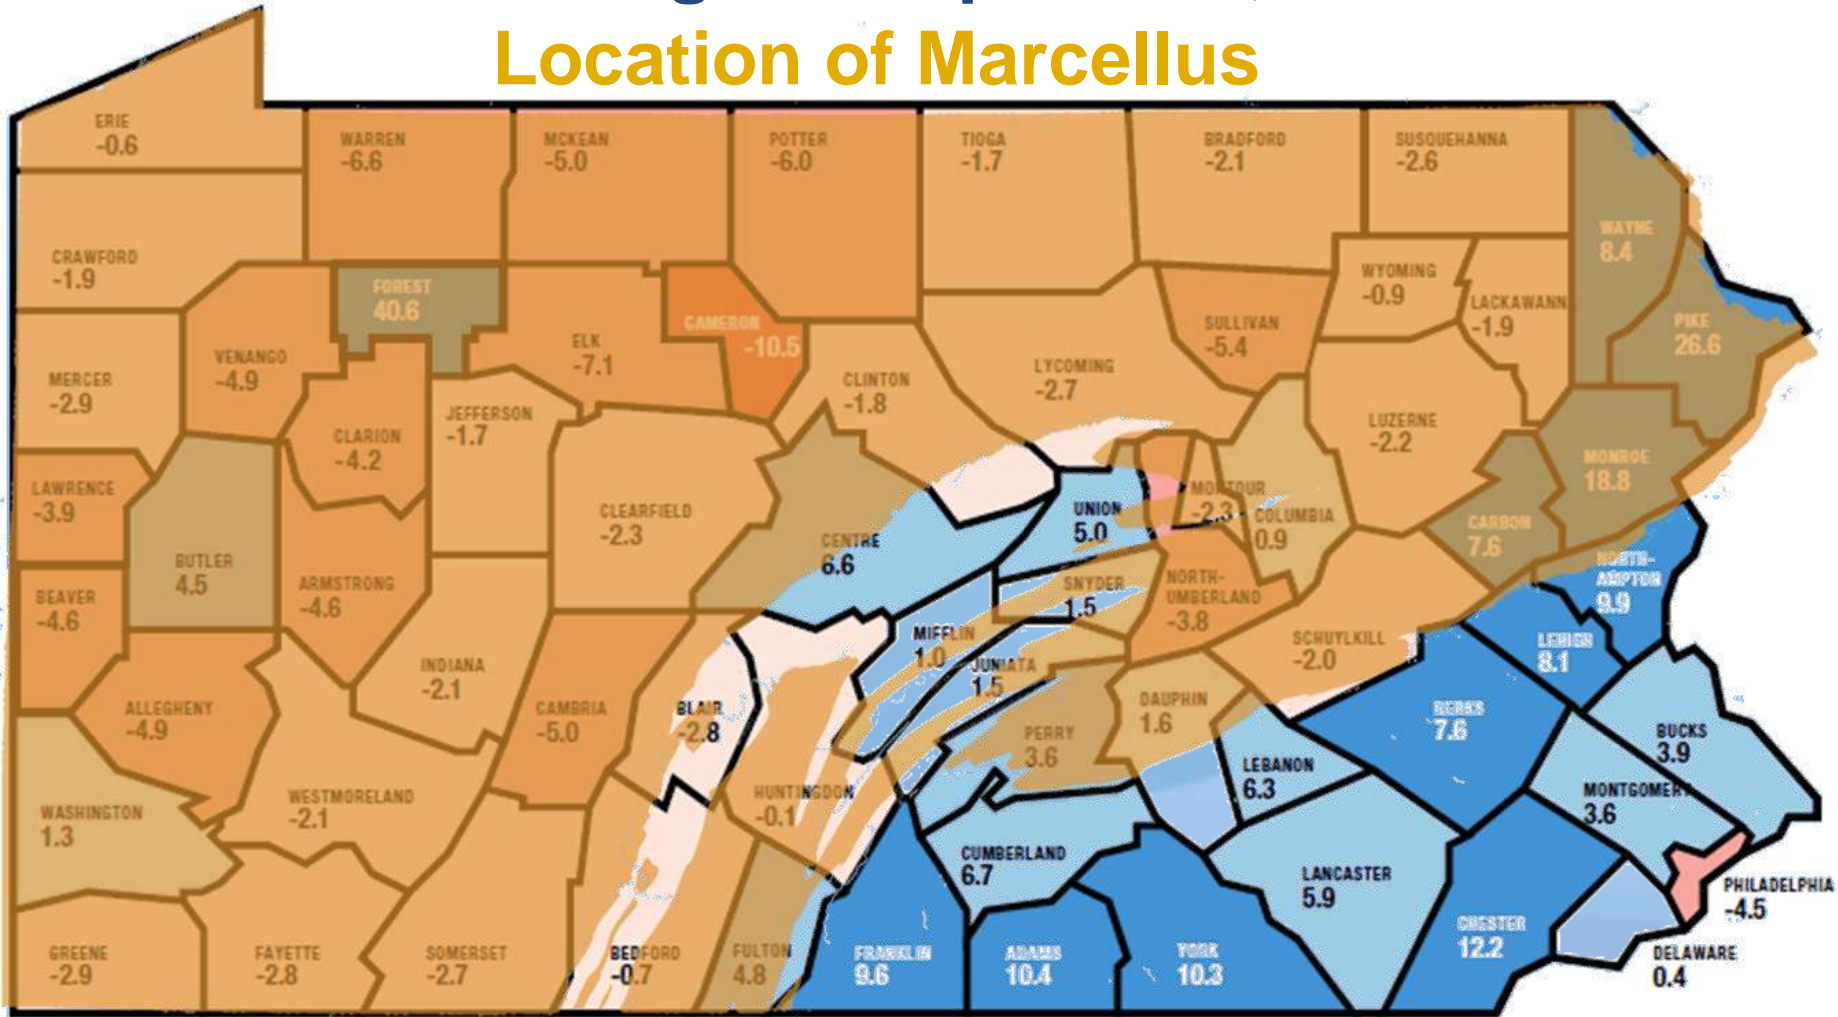 Location of Marcellus
ERIE
-0.6
WARREN
-6.6
MCKEAN
-5.0
POTTER
-6.0
TIOGA
-1.7
BRADFORD
-2.1
SUSQUEHANNA
-2.6
WAYNE
8.4
CRAWFORD
-1.9
FOREST
40.6
CAMERON
-10.5
ELK
-7.1
SULLIVAN
-5.4
WYOMING
-0.9
LACKAWANN
-1.9
PIKE
26.6
MERCER
-2.9
VENANGO
-4.9
CLARION
-4.2
JEFFERSON
-1.7
CLINTON
-1.8
LYCOMING
-2.7
LUZERNE
-2.2
MONROE
18.8
LAWRENCE
-3.9
BUTLER
4.5
ARMSTRONG
-4.6
CLEARFIELD
-2.3
CENTRE
6.6
UNION
5.0
MONTOUR
-2.3
COLUMBIA
0.9
CARBON
7.6
NORTH-
AMPTON
9.9
BEAVER
-4.6
INDIANA
-2.1
SNYDER
1.5
NORTH-
UMBERLAND
-3.8
MIFFLIN
1.0
JUNIATA
1.5
SCHUYLKILL
-2.0
LEHIGH
8.1
ALLEGHENY
-4.9
CAMBRIA
-5.0
BLAIR
-2.8
PERRY
3.6
DAUPHIN
1.6
BERKS
7.6
BUCKS
3.9
WASHINGTON
1.3
WESTMORELAND
-2.1
HUNTINGDON
-0.1
LEBANON
6.3
MONTGOMERY
3.6
CUMBERLAND
6.7
LANCASTER
5.9
PHILADELPHIA
-4.5
GREENE
-2.9
FAYETTE
-2.8
SOMERSET
-2.7
BEDFORD
-0.7
FULTON
4.8
FRANKLIN
9.6
ADAMS
10.4
YORK
10.3
CHESTER
12.2
DELAWARE
0.4